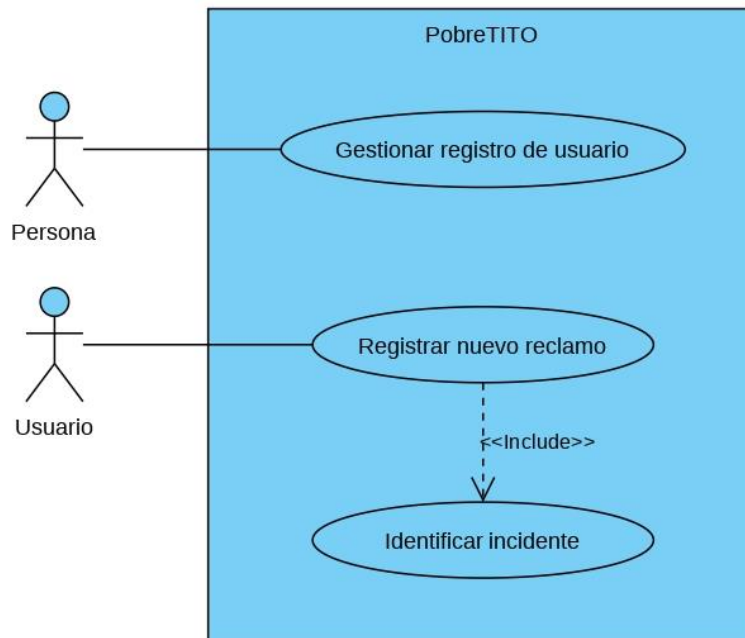 PobreTITO
Gestionar registro de usuario
Persona
Registrar nuevo reclamo
Usuario
<<Include>>
Identificar incidente